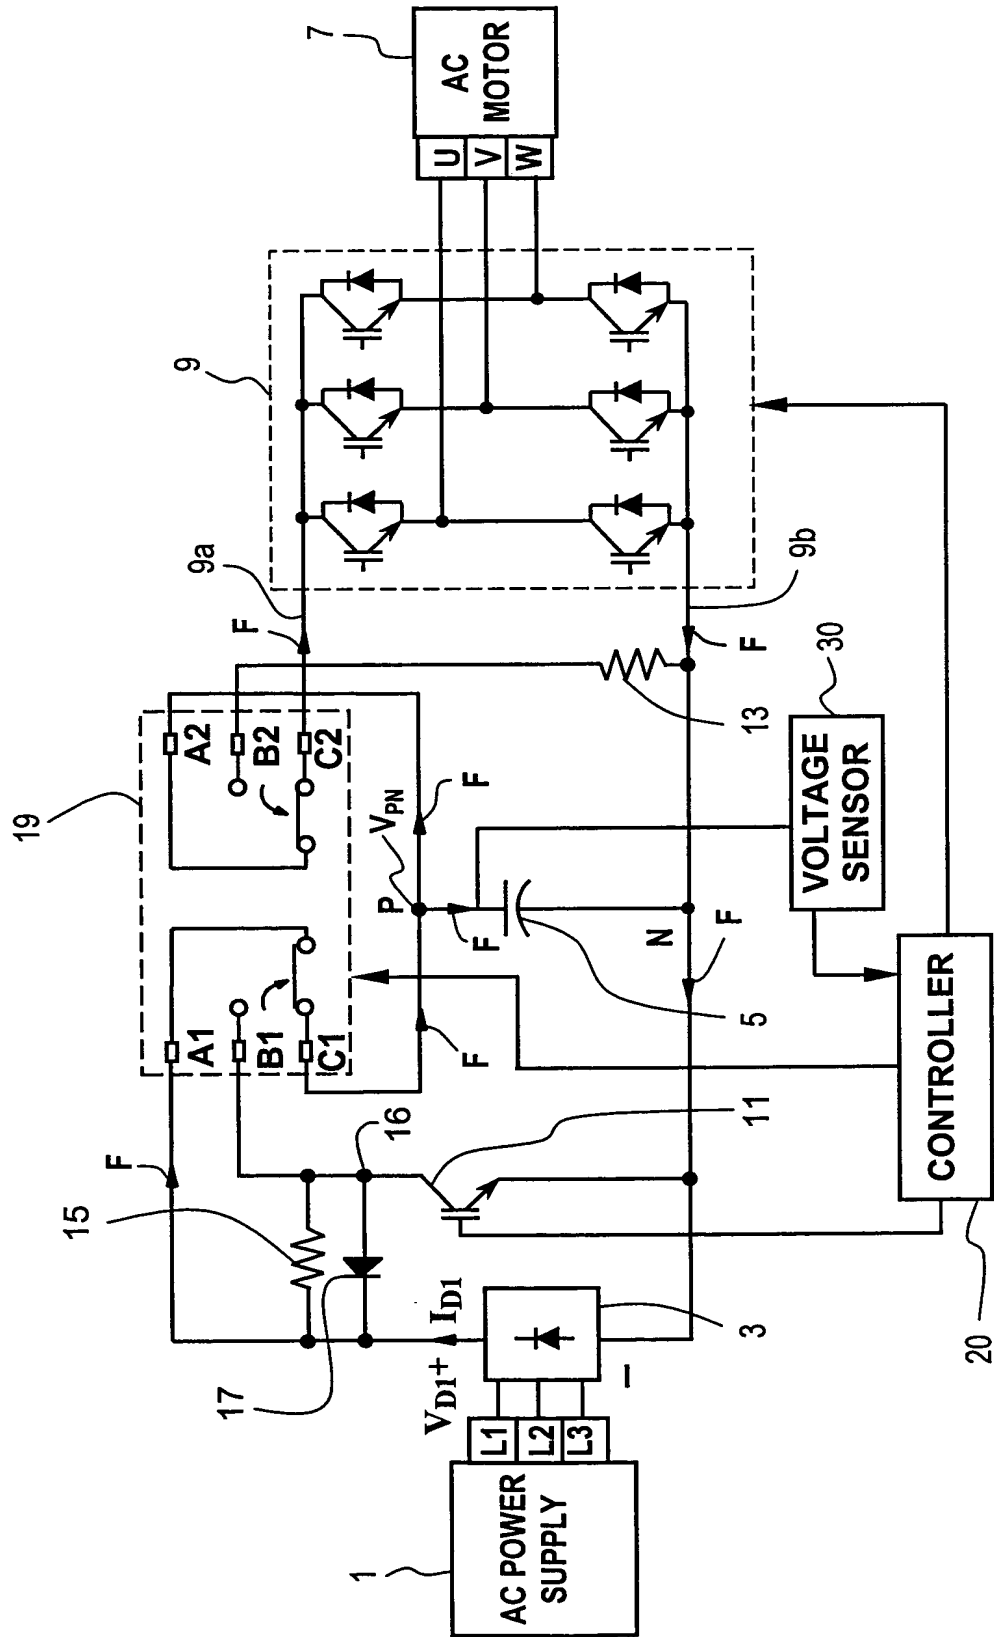 19
A1
B1
C1
A2
B2
C2
F
15
17
16
11
V_D1+
I_D1
1
AC POWER
SUPPLY
L1
L2
L3
3
−
F
P
V_PN
F
F
5
N
F
F
9a
9
9b
F
13
7
AC
MOTOR
U
V
W
30
VOLTAGE
SENSOR
CONTROLLER
20